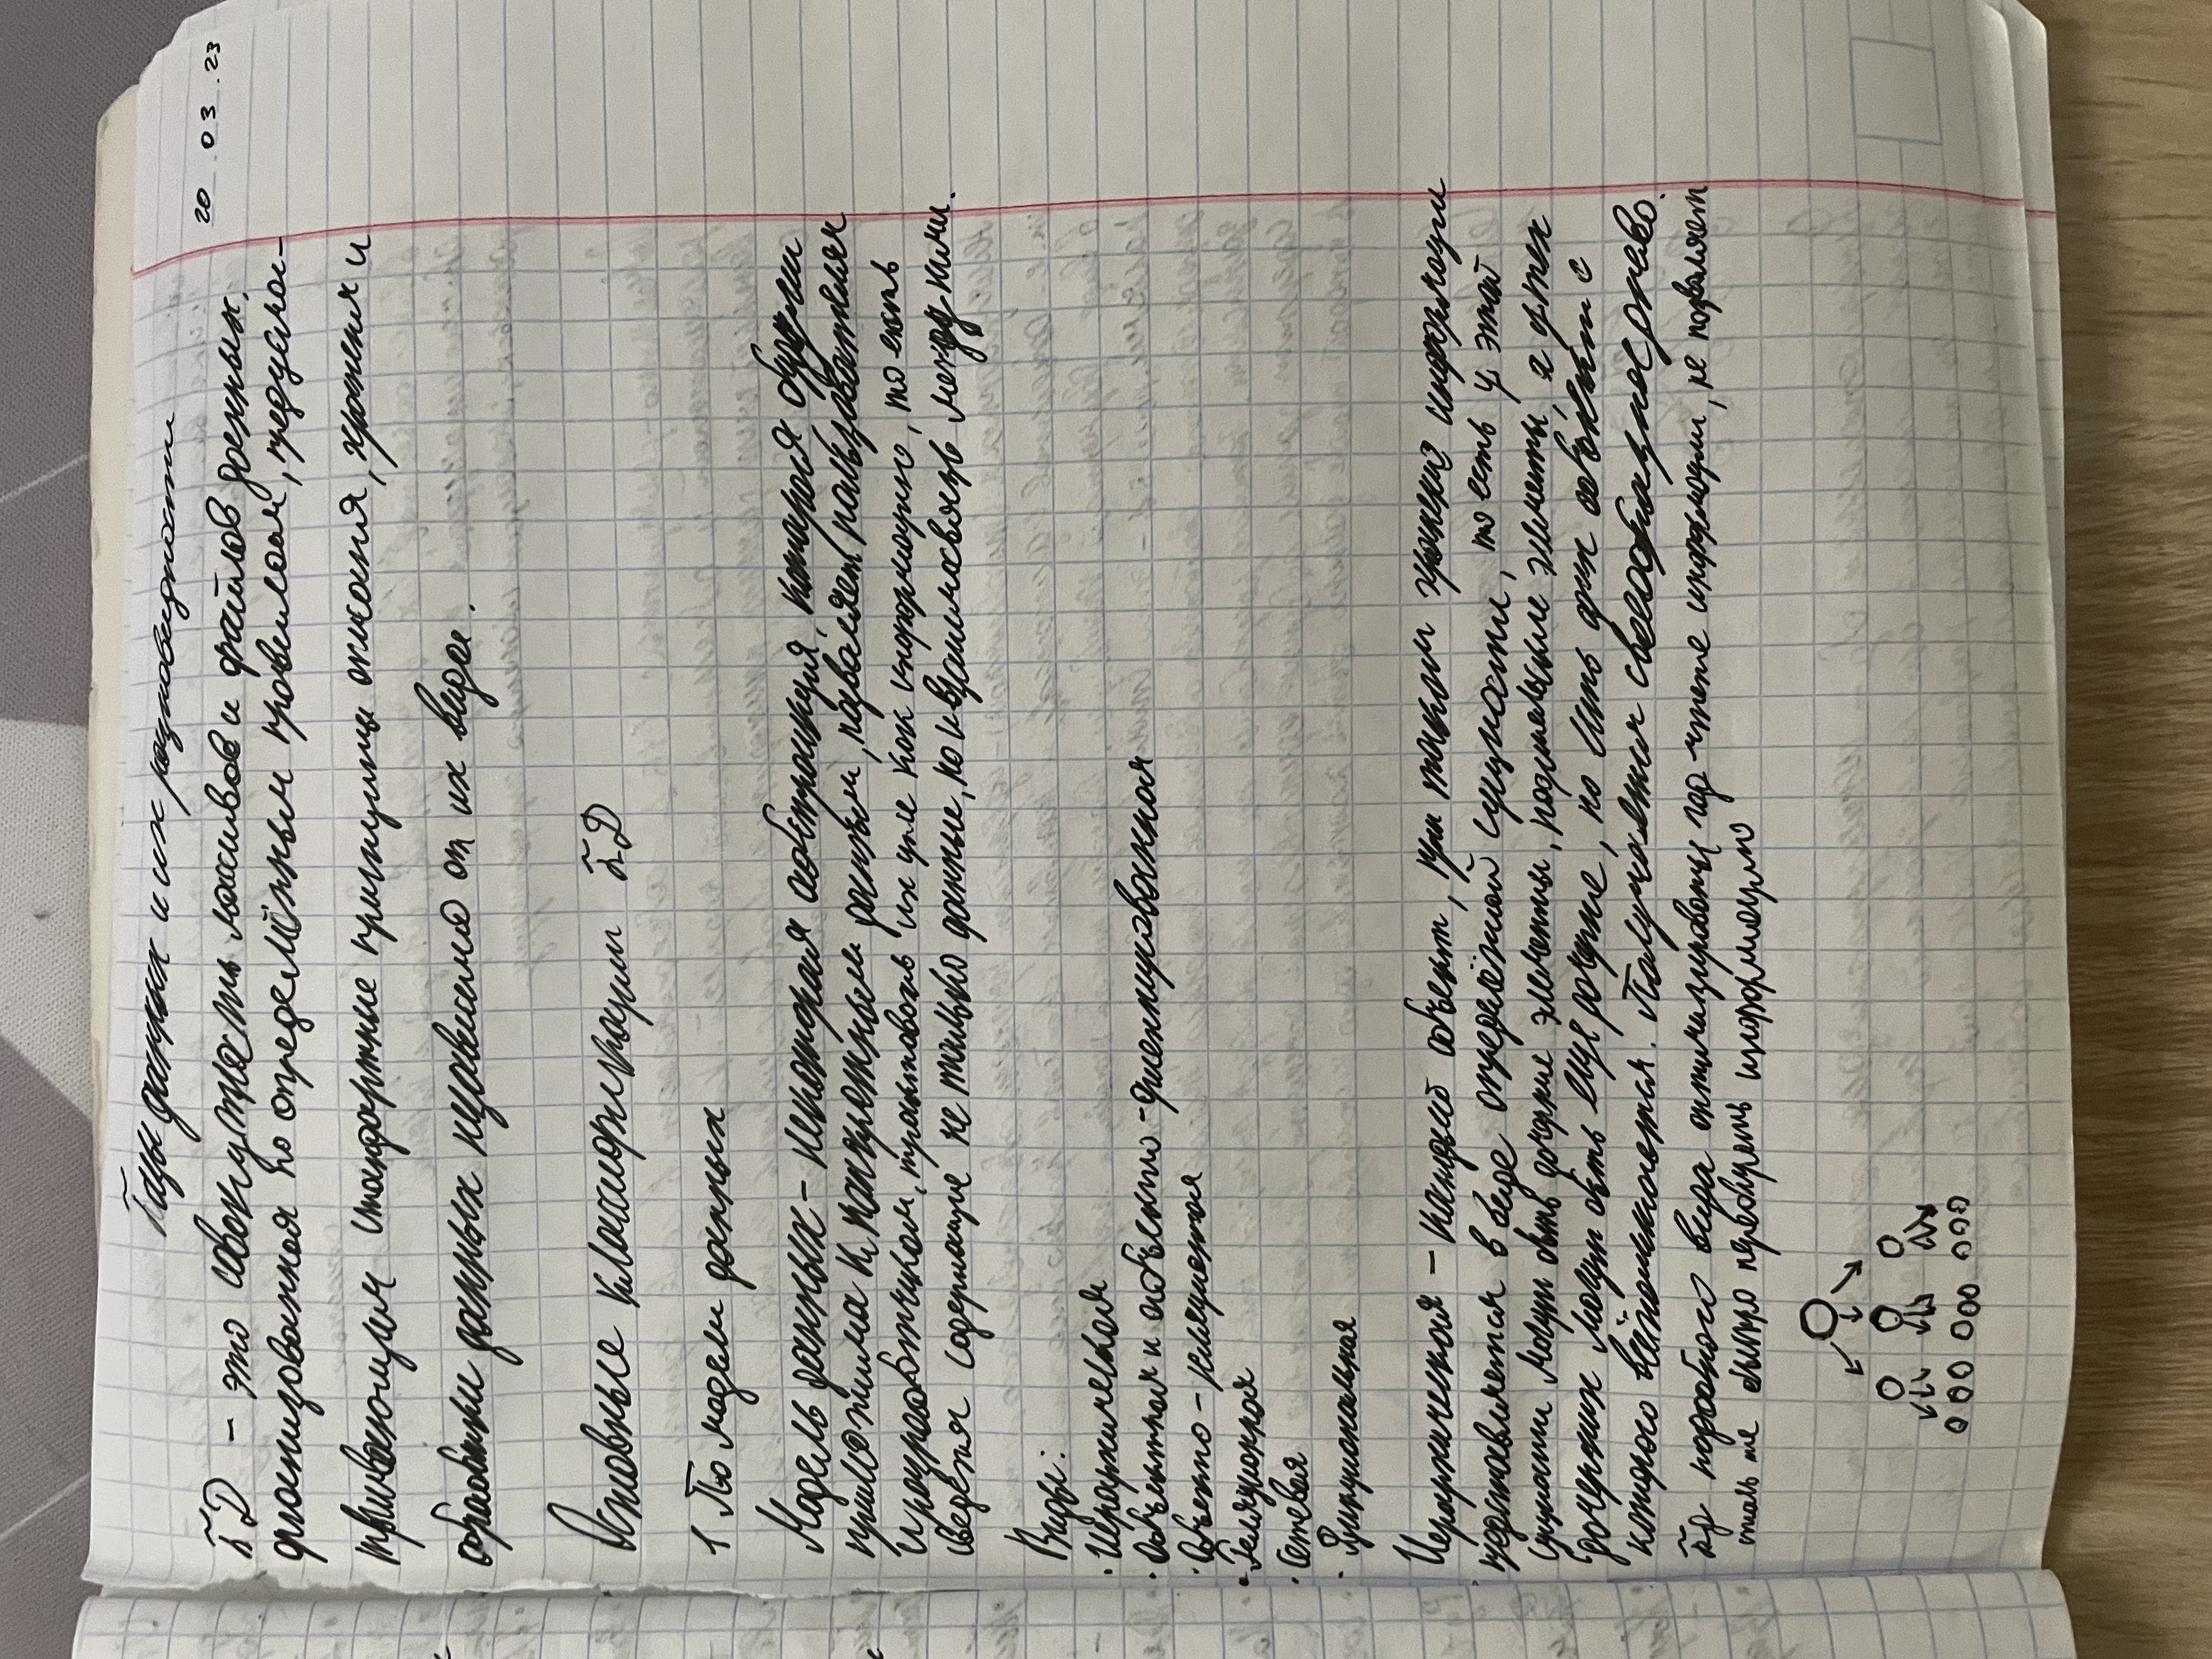 Базы данных и их разновидности
20 03.23
БД – это совокупность массивов и файлов данных,
организованная по определённым правилам, предусма-
тривающим стандартные принципы описания, хранения и
обработки данных независимо от их вида.
Основные классификации БД
1 По модели данных
Модель данных – некоторая абстракция, которая, будучи
приложима к конкретным данным, позволяет пользователям
и разработчикам, трактовать их уже как информацию, то есть
сведения содержащие не только данные, но и взаимосвязь между ними.
Виды:
· Иерархическая
· Объектная и объектно-ориентированная
· Объектно-реляционная
· Реляционная
· Сетевая
· Функциональная
Иерархическая – каждый объект, при таком хранение информации
представляется в виде определённой сущности, то есть у этой
сущности могут быть дочерние элементы, родительские элементы, а у тех
дочерних могут быть еще дочерние, но есть один объект с
которого всё начинается. Получается своеобразное древо.
БД подобного вида оптимизированы под чтение информации, не позволяет
столь же быстро перебирать информацию